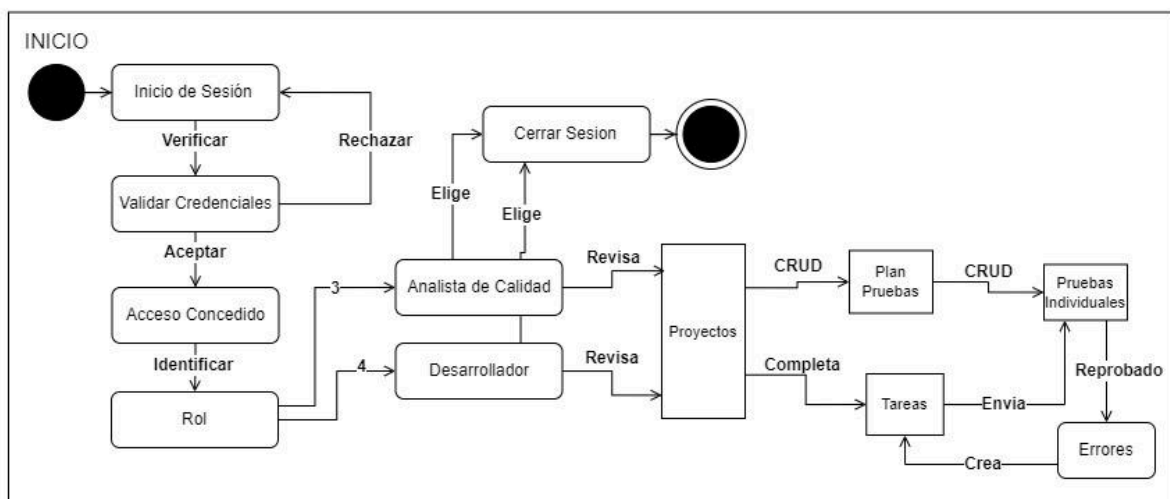 INICIO
Inicio de Sesión
Verificar
Rechazar
Validar Credenciales
Aceptar
Acceso Concedido
Identificar
Rol
3
4
Cerrar Sesion
Elige
Elige
Analista de Calidad
Desarrollador
Revisa
Revisa
Proyectos
CRUD
Plan
Pruebas
CRUD
Pruebas
Individuales
Completa
Tareas
Envia
Reprobado
Errores
Crea